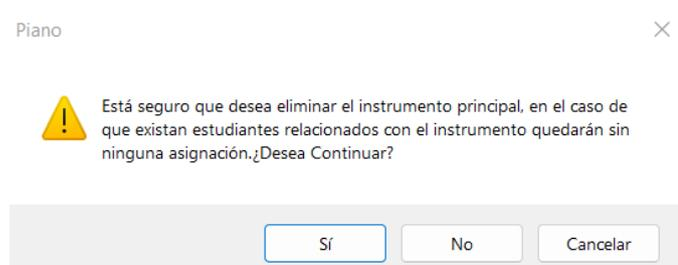 Piano
Está seguro que desea eliminar el instrumento principal, en el caso de
que existan estudiantes relacionados con el instrumento quedarán sin
ninguna asignación.¿Desea Continuar?
Sí
No
Cancelar